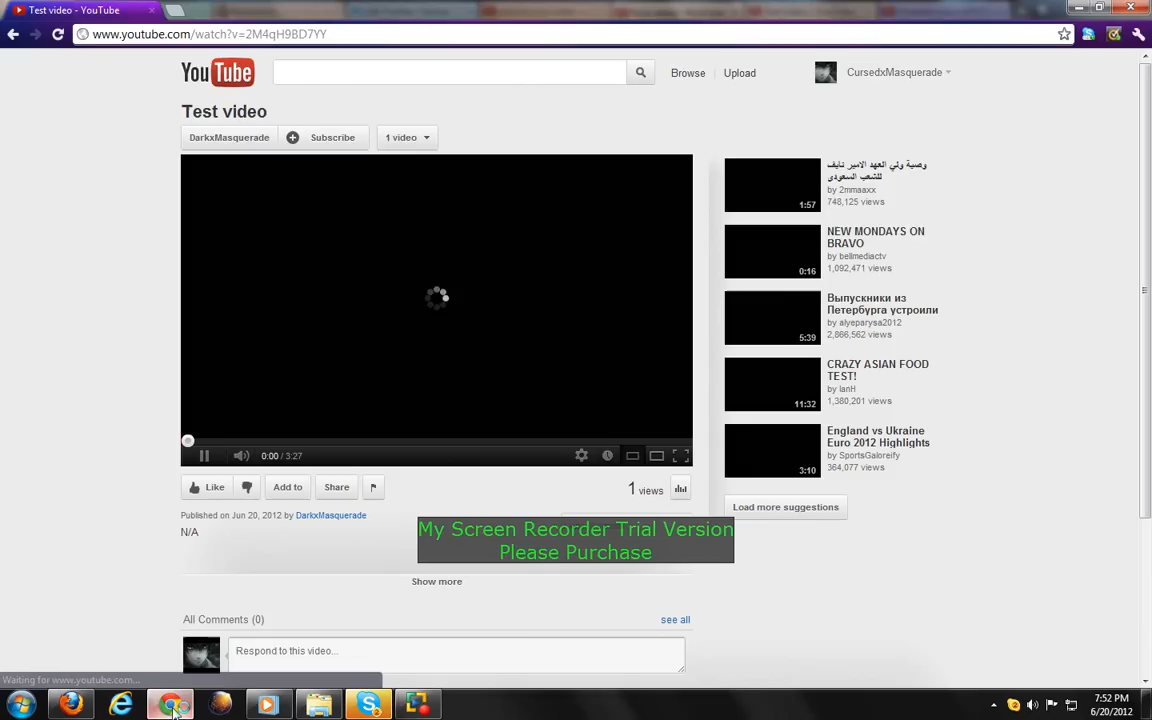 Test video - YouTube
www.youtube.com/watch?v=2M4qH9BD7YY
YouTube
Browse
Upload
CursedxMasquerade
Test video
DarkxMasquerade
Subscribe
1 video
0:00 / 3:27
Like
Add to
Share
1 views
Published on Jun 20, 2012 by DarkxMasquerade
N/A
Show more
All Comments (0)
see all
Respond to this video...
1:57
وصية ولي العهد الامير نايف
للشعب السعودى
by 2mmaaxx
748,125 views
0:16
NEW MONDAYS ON
BRAVO
by bellmediactv
1,092,471 views
5:39
Выпускники из
Петербурга устроили
by alyeparysa2012
2,866,562 views
11:32
CRAZY ASIAN FOOD
TEST!
by IanH
1,380,201 views
3:10
England vs Ukraine
Euro 2012 Highlights
by SportsGaloreify
364,077 views
Load more suggestions
My Screen Recorder Trial Version
Please Purchase
Waiting for www.youtube.com...
7:52 PM
6/20/2012